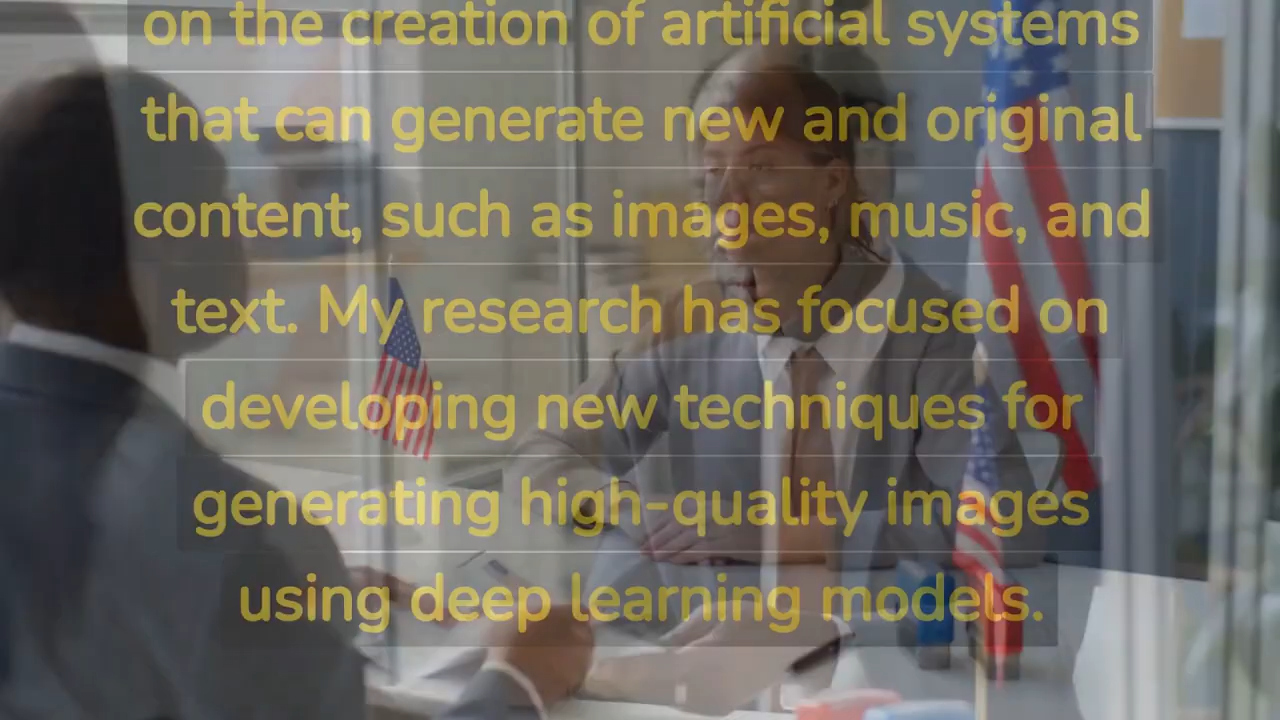 on the creation of artificial systems
that can generate new and original
content, such as images, music, and
text. My research has focused on
developing new techniques for
generating high-quality images
using deep learning models.